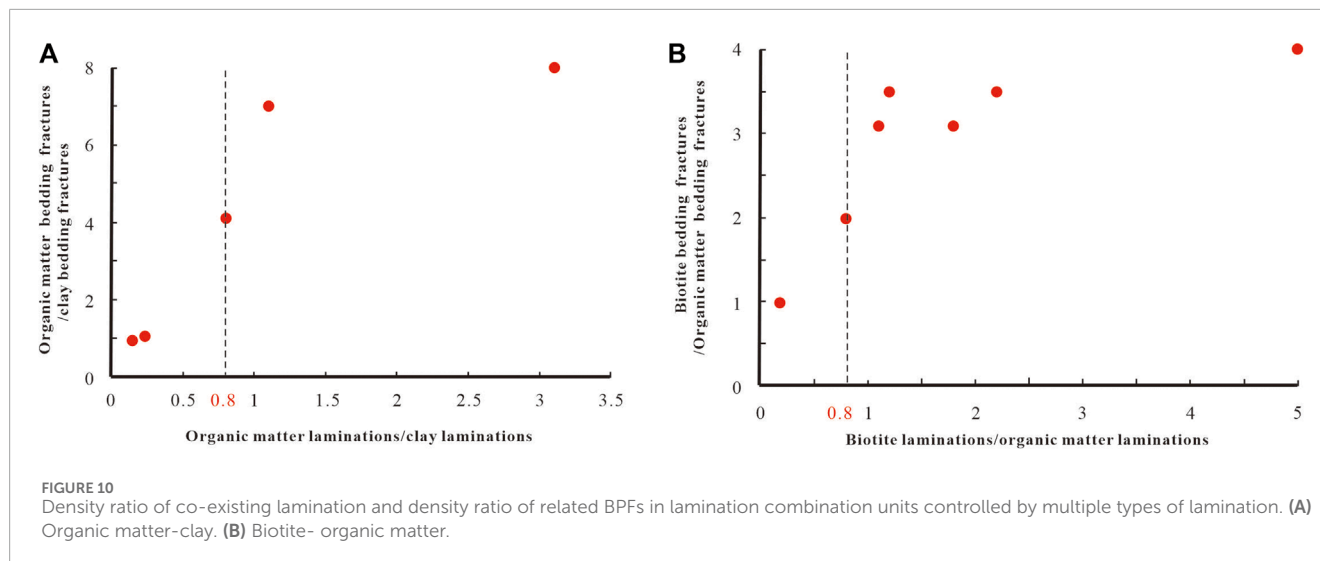 A
8
6
4
2
0
Organic matter bedding fractures
/clay bedding fractures
0 0.5 0.8 1 1.5 2 2.5 3 3.5
Organic matter laminations/clay laminations
B
4
3
2
1
0
Biotite bedding fractures
/Organic matter bedding fractures
0 0.8 1 2 3 4 5
Biotite laminations/organic matter laminations
FIGURE 10
Density ratio of co-existing lamination and density ratio of related BPFs in lamination combination units controlled by multiple types of lamination. (A)
Organic matter-clay. (B) Biotite- organic matter.